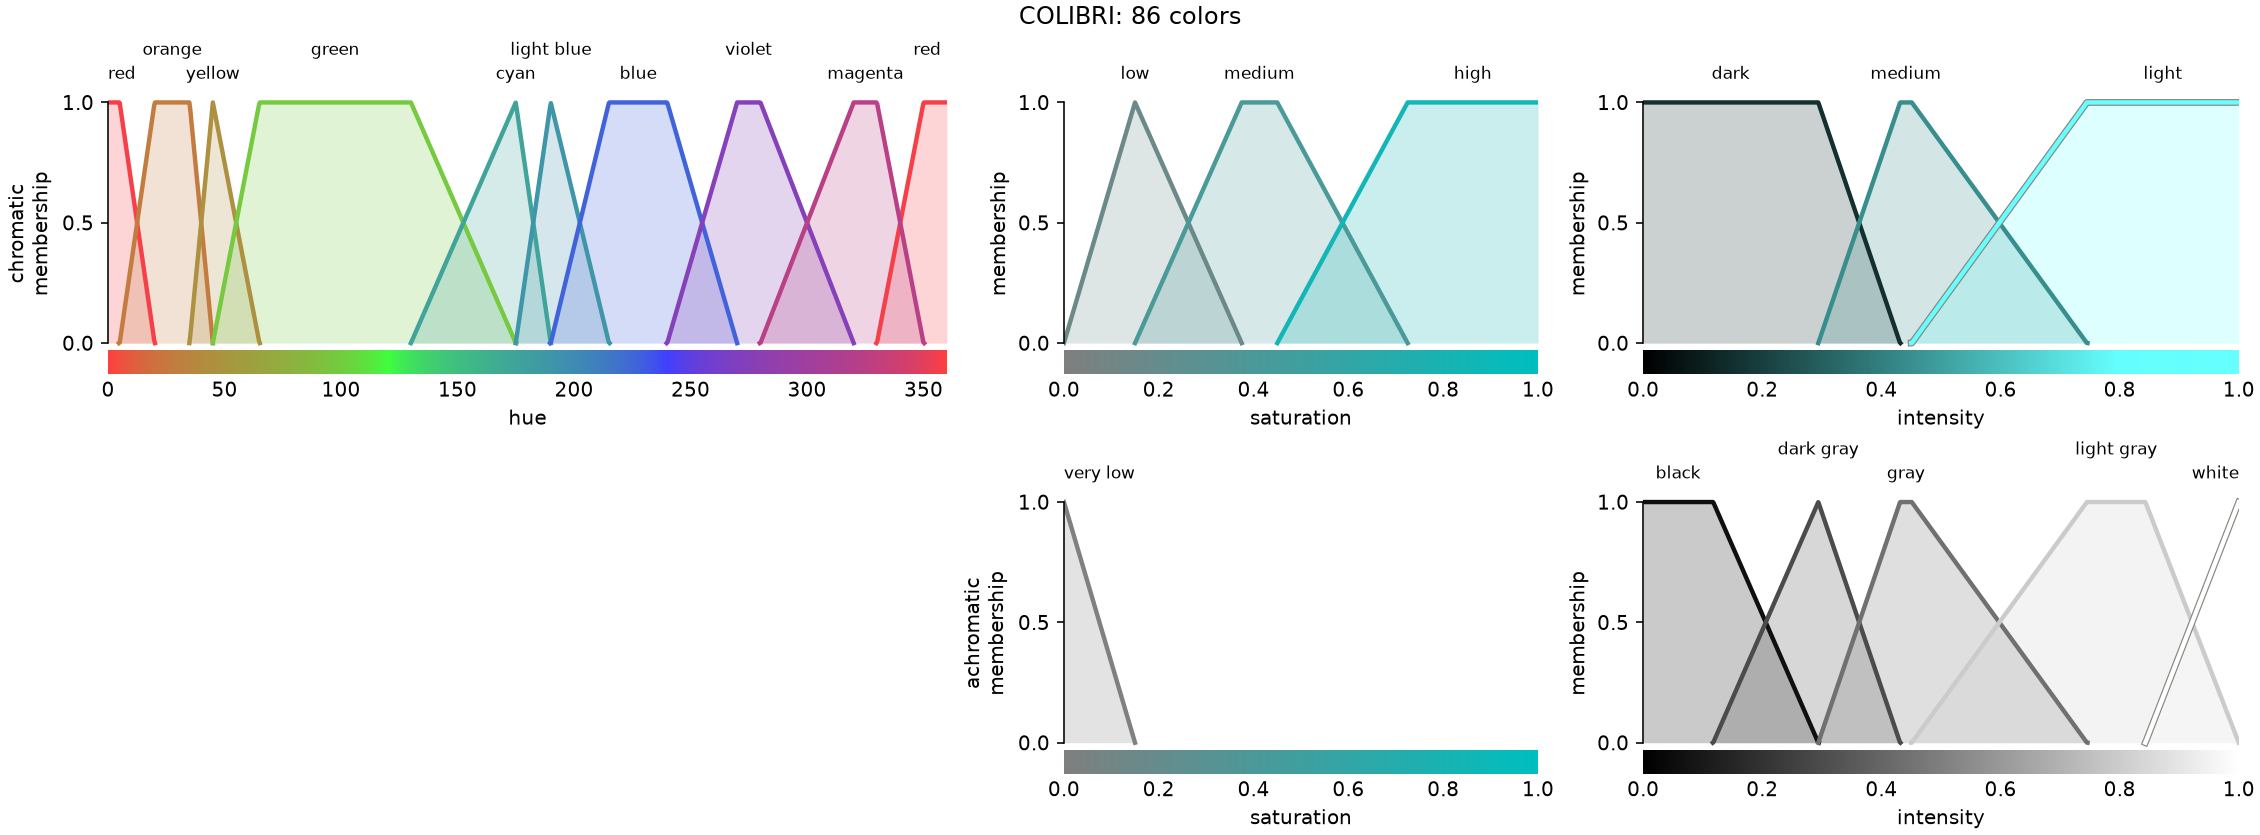 COLIBRI: 86 colors
orange green light blue violet red
red yellow cyan blue magenta
1.0
0.5
0.0
chromatic
membership
0 50 100 150 200 250 300 350
hue
low medium high
1.0
0.5
0.0
membership
0.0 0.2 0.4 0.6 0.8 1.0
saturation
dark medium light
1.0
0.5
0.0
membership
0.0 0.2 0.4 0.6 0.8 1.0
intensity
very low
1.0
0.5
0.0
achromatic
membership
0.0 0.2 0.4 0.6 0.8 1.0
saturation
dark gray light gray
black gray white
1.0
0.5
0.0
membership
0.0 0.2 0.4 0.6 0.8 1.0
intensity